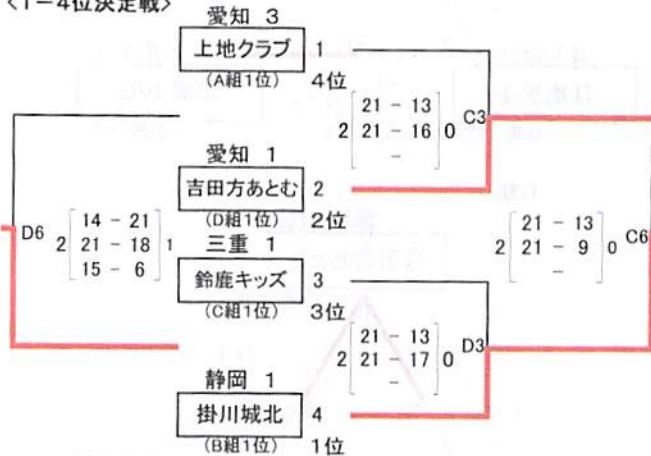 <1－4位決定戦>
愛知 3
上地クラブ 1
(A組1位) 4位
21 － 13
2 21 － 16 0 C3
－
愛知 1
吉田方あとむ 2
(D組1位) 2位
D6
14 － 21
2 21 － 18 1
15 － 6
21 － 13
2 21 － 9 0 C6
－
三重 1
鈴鹿キッズ 3
(C組1位) 3位
21 － 13
2 21 － 17 0 D3
－
静岡 1
掛川城北 4
(B組1位) 1位